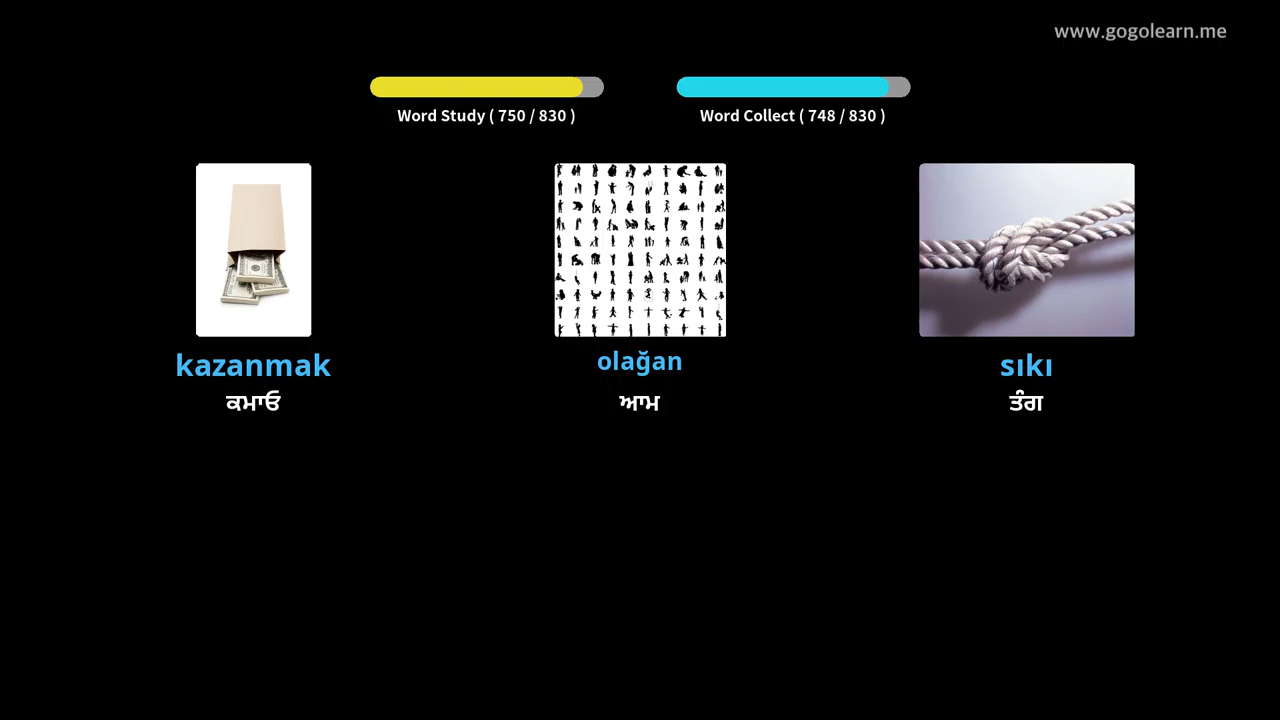 www.gogolearn.me
Word Study ( 750 / 830 )
Word Collect ( 748 / 830 )
kazanmak
olağan
sıkı
ਕਮਾਓ
ਆਮ
ਤੰਗ